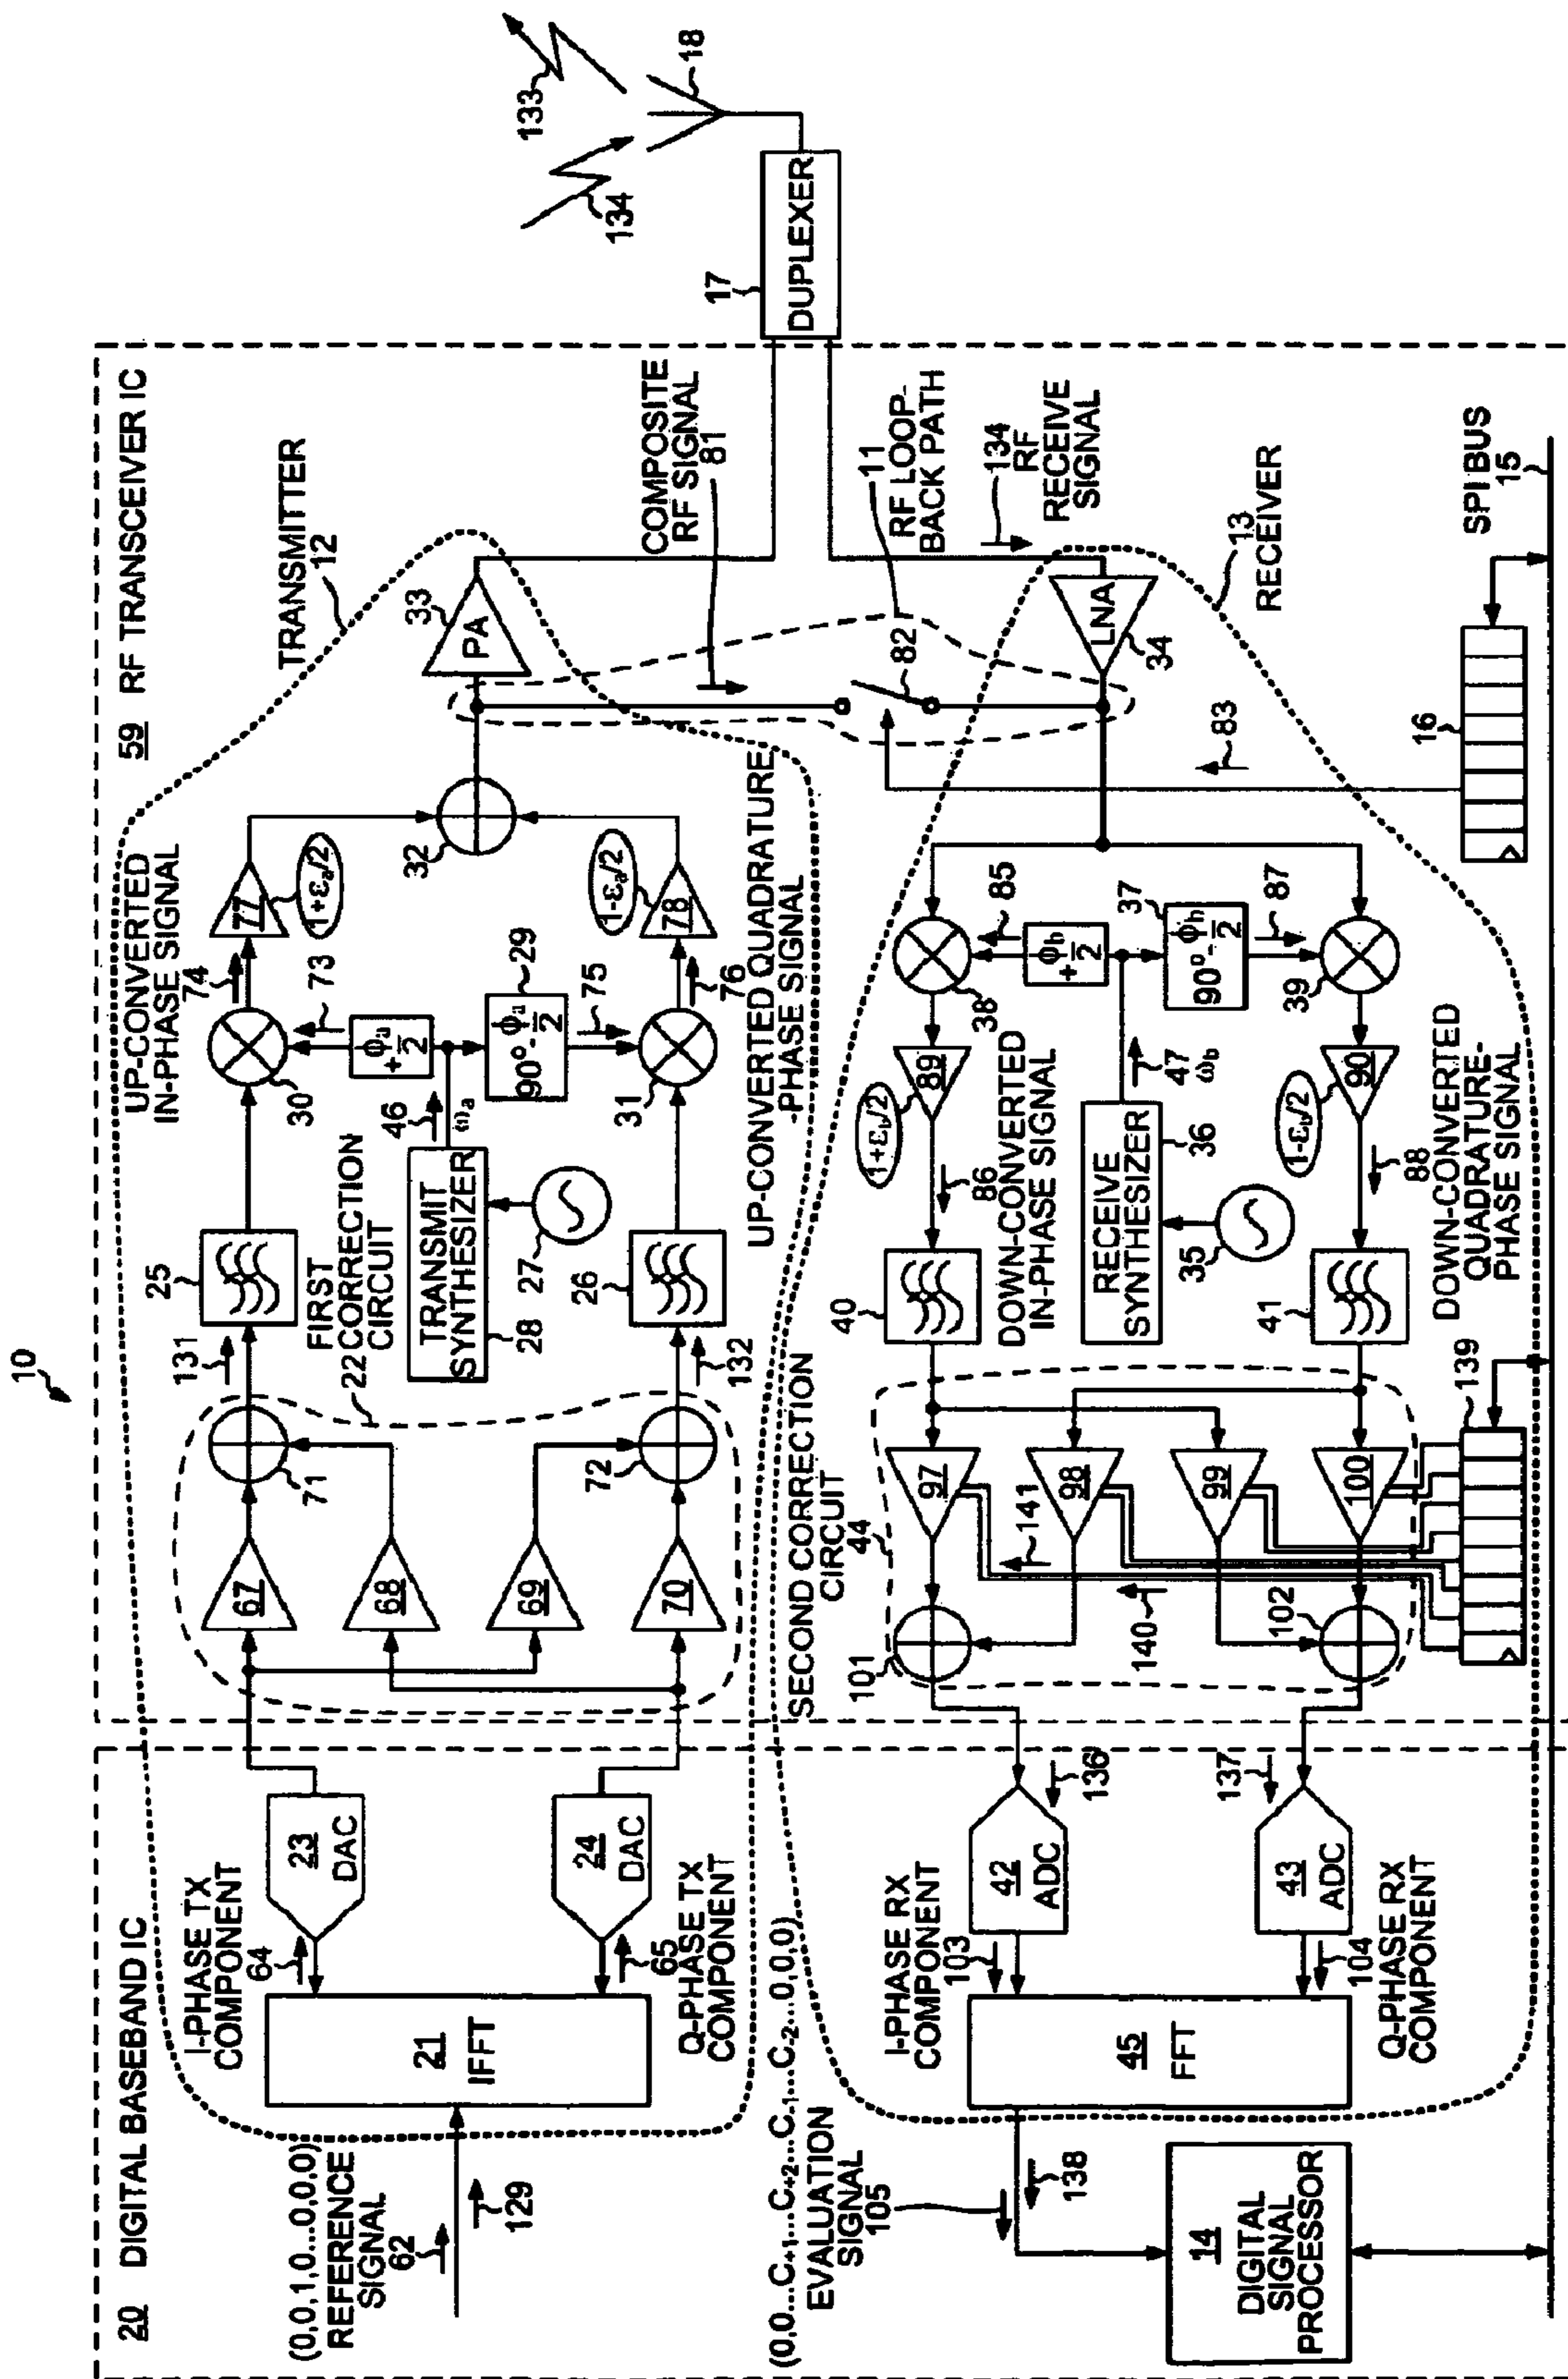 10
20 DIGITAL BASEBAND IC
59 RF TRANSCEIVER IC
TRANSMITTER
12
(0,0,1,0...0,0,0)
REFERENCE
SIGNAL
62
129
21
IFFT
I-PHASE TX
COMPONENT
64
23
DAC
24
DAC
65
Q-PHASE TX
COMPONENT
67
68
69
70
71
72
22
FIRST
CORRECTION
CIRCUIT
131
132
25
26
TRANSMIT
SYNTHESIZER
28
27
46
ωa
+ϕa/2
90°-ϕa/2
29
73
75
30
31
74
76
UP-CONVERTED
IN-PHASE SIGNAL
UP-CONVERTED QUADRATURE
-PHASE SIGNAL
77
1+εa/2
78
1-εa/2
32
33
PA
COMPOSITE
RF SIGNAL
81
11
RF LOOP-
BACK PATH
82
83
134
RF
RECEIVE
SIGNAL
17
DUPLEXER
18
133
134
LNA
34
13
RECEIVER
SPI BUS
15
16
85
37
87
+ϕb/2
90°-ϕb/2
38
39
47
ωb
RECEIVE
SYNTHESIZER
36
35
89
1+εb/2
90
1-εb/2
86
88
DOWN-CONVERTED
IN-PHASE SIGNAL
DOWN-CONVERTED
QUADRATURE-
PHASE SIGNAL
40
41
SECOND CORRECTION
CIRCUIT
44
97
98
99
100
101
102
140
141
139
136
137
42
ADC
43
ADC
I-PHASE RX
COMPONENT
103
104
Q-PHASE RX
COMPONENT
45
FFT
(0,0...C+1...C+2...C-1...C-2...0,0,0)
EVALUATION
SIGNAL
105
138
14
DIGITAL
SIGNAL
PROCESSOR